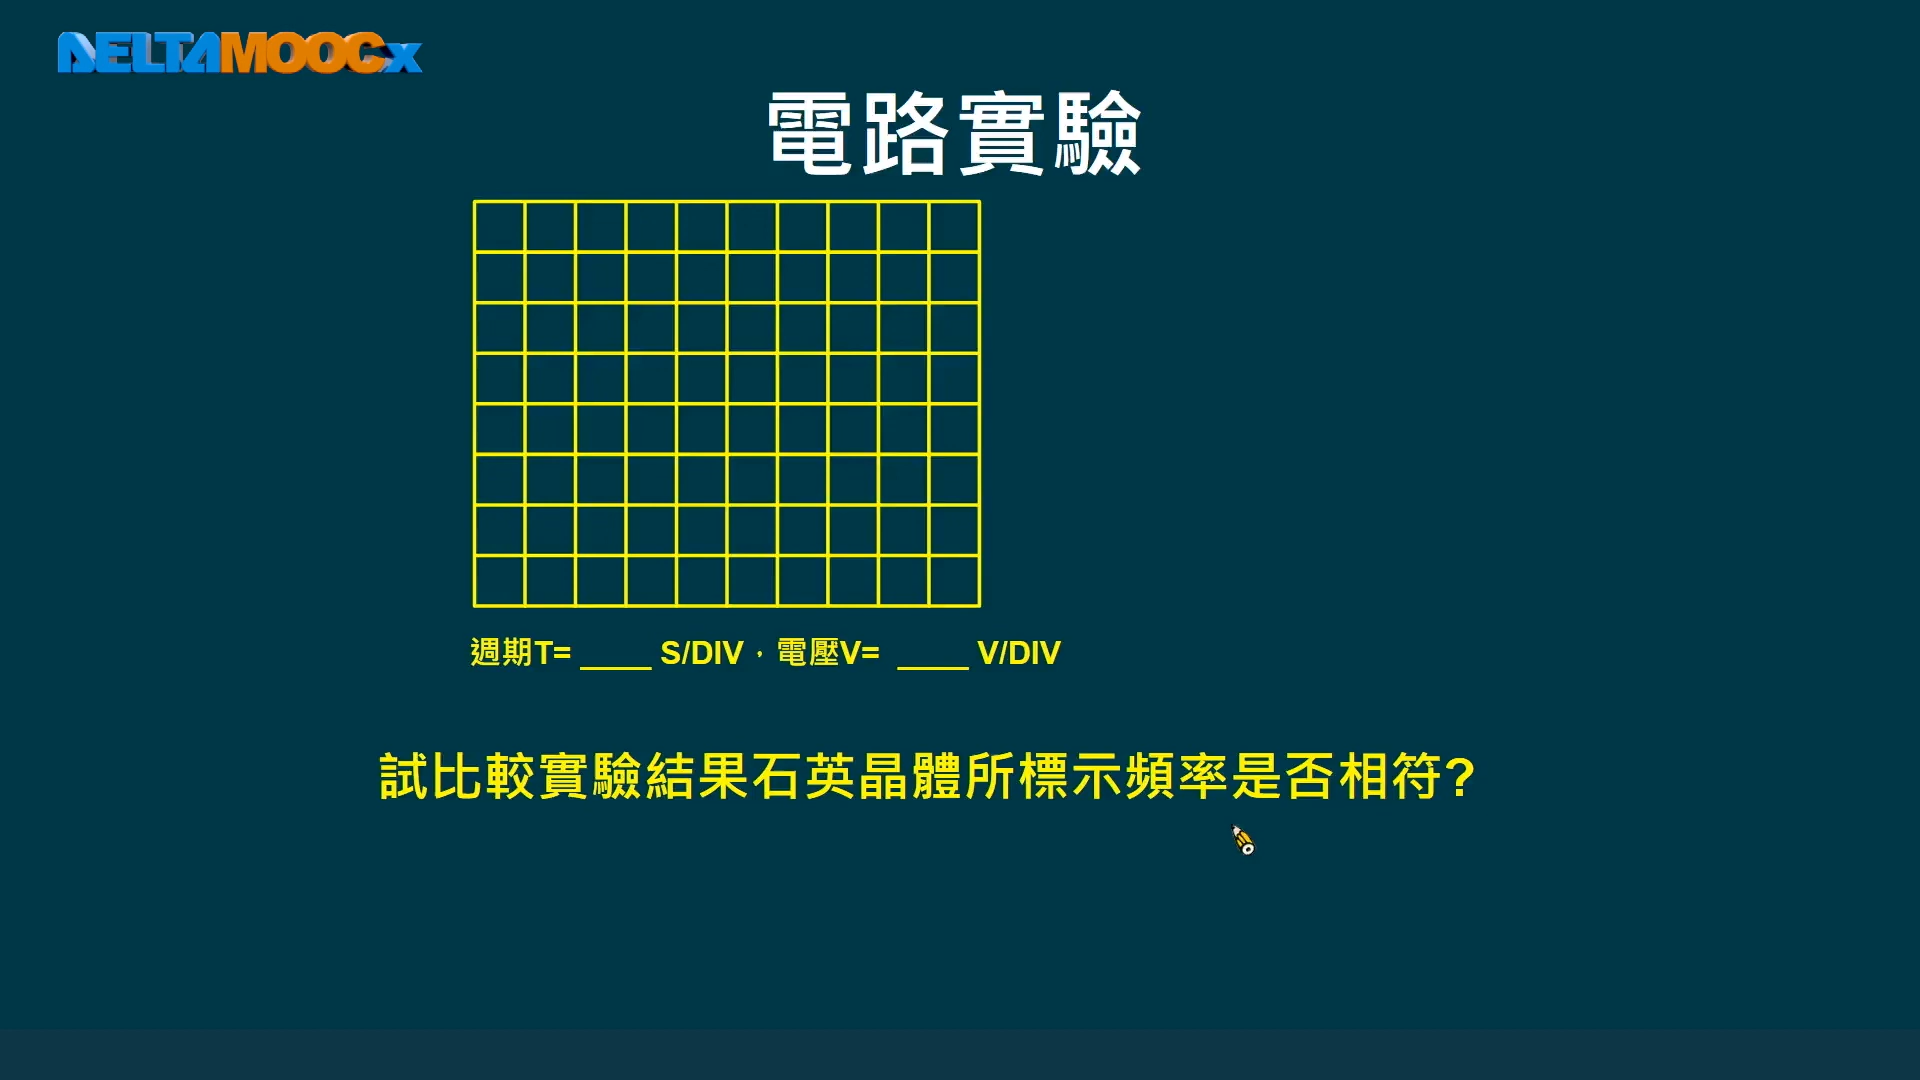 DELTAMOOCx
電路實驗
週期T= ____ S/DIV，電壓V= ____ V/DIV
試比較實驗結果石英晶體所標示頻率是否相符?